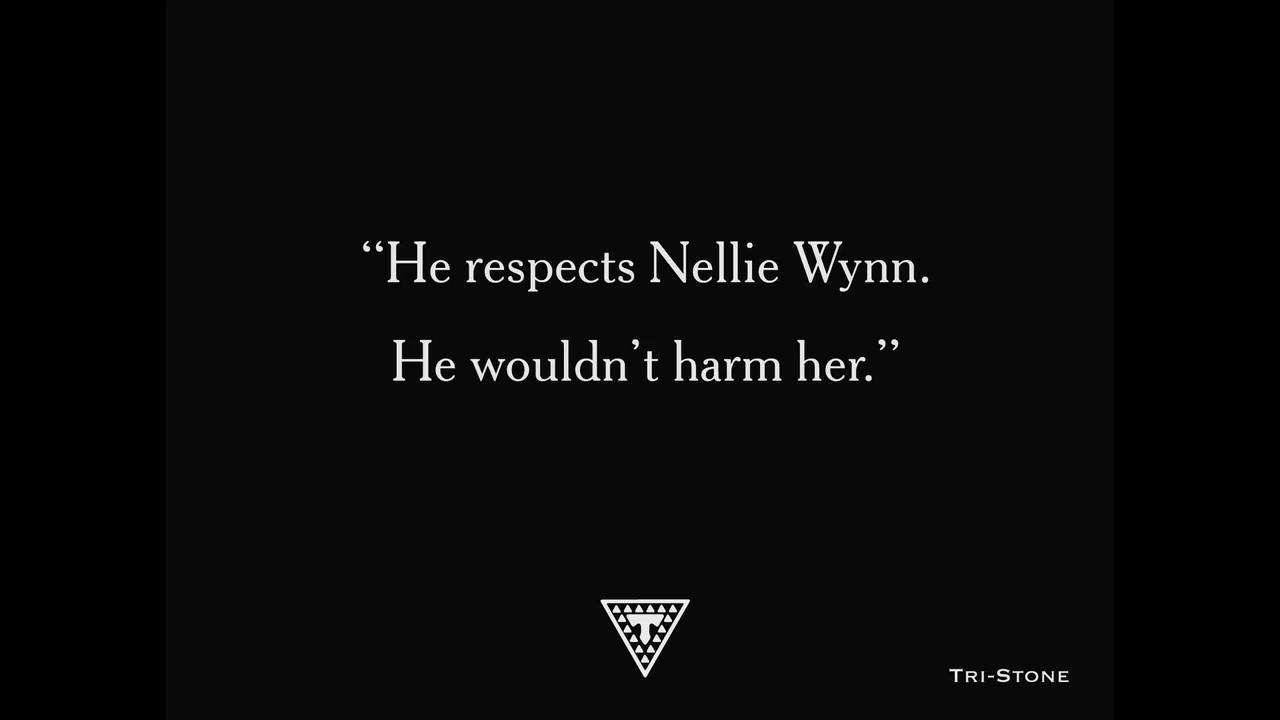 “He respects Nellie Wynn.
He wouldn’t harm her.”
T
Tri-Stone